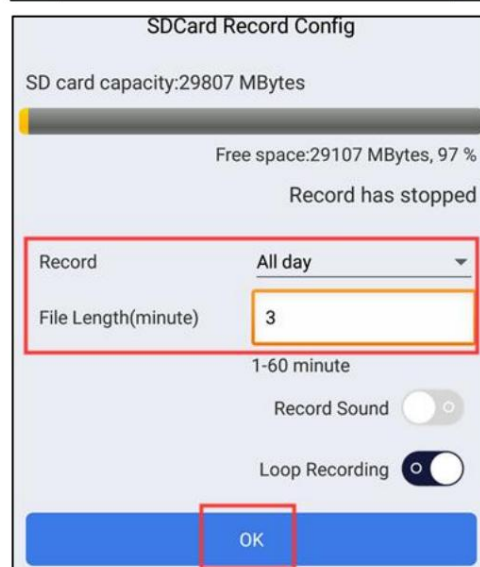 SDCard Record Config
SD card capacity:29807 MBytes
Free space:29107 MBytes, 97 %
Record has stopped
Record All day
File Length(minute) 3
1-60 minute
Record Sound
Loop Recording
OK